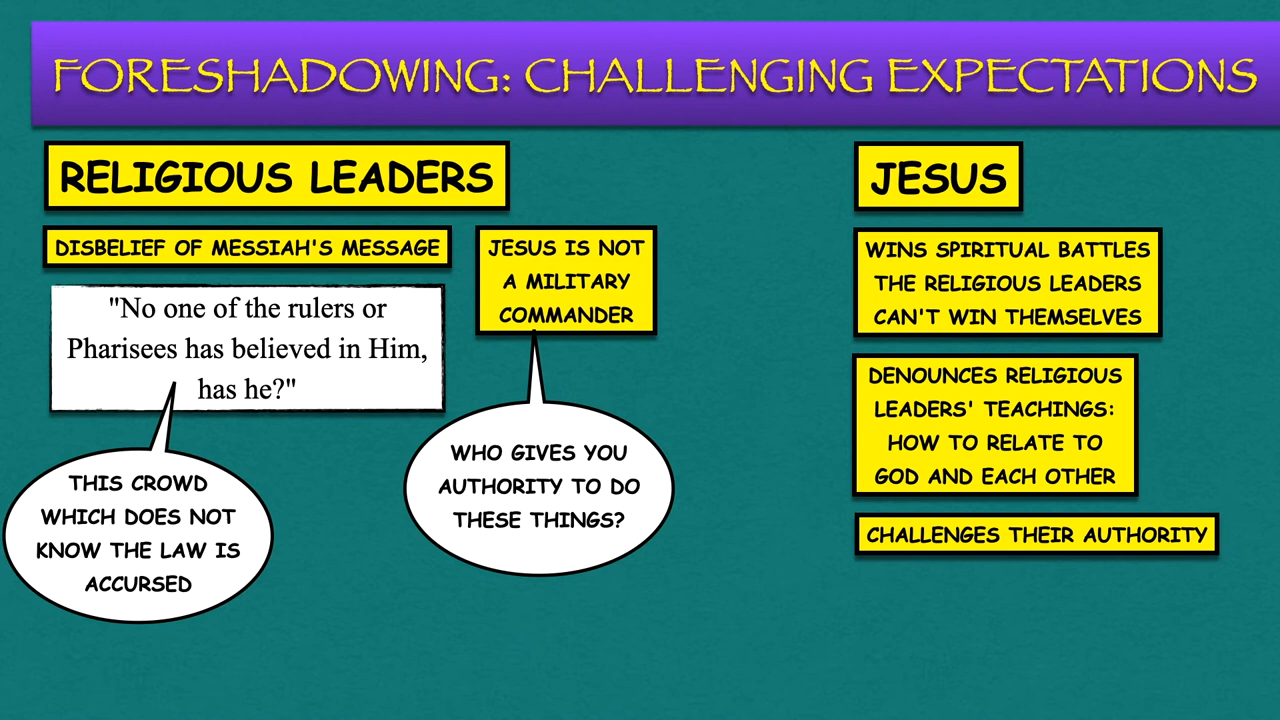 FORESHADOWING: CHALLENGING EXPECTATIONS
RELIGIOUS LEADERS
DISBELIEF OF MESSIAH'S MESSAGE
"No one of the rulers or
Pharisees has believed in Him,
has he?"
THIS CROWD
WHICH DOES NOT
KNOW THE LAW IS
ACCURSED
JESUS IS NOT
A MILITARY
COMMANDER
WHO GIVES YOU
AUTHORITY TO DO
THESE THINGS?
JESUS
WINS SPIRITUAL BATTLES
THE RELIGIOUS LEADERS
CAN'T WIN THEMSELVES
DENOUNCES RELIGIOUS
LEADERS' TEACHINGS:
HOW TO RELATE TO
GOD AND EACH OTHER
CHALLENGES THEIR AUTHORITY